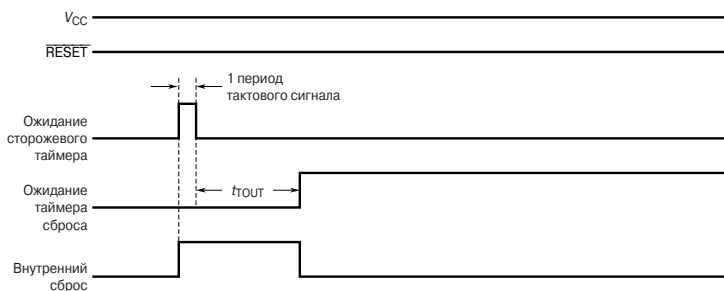 VCC
RESET
1 период
тактового сигнала
Ожидание
сторожевого
таймера
tTOUT
Ожидание
таймера
сброса
Внутренний
сброс